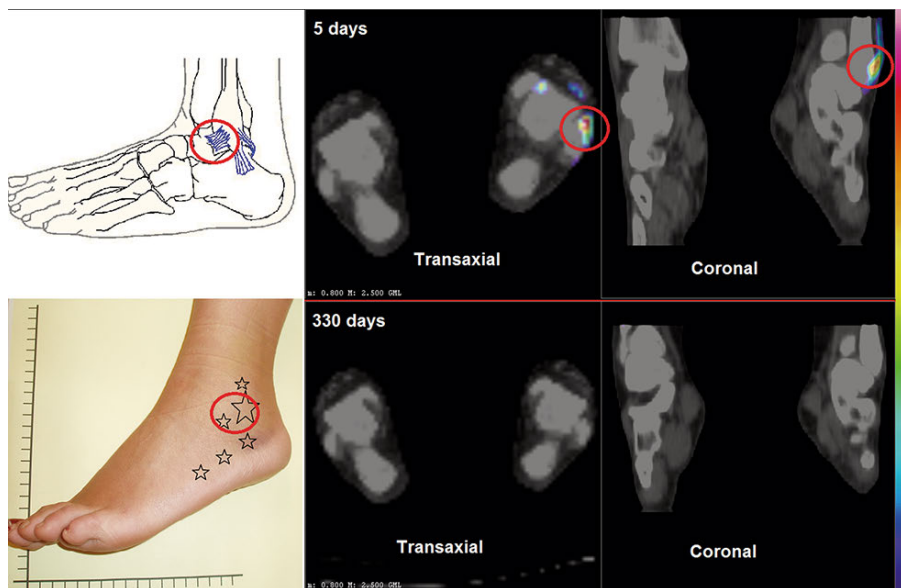 5 days
Transaxial
Coronal
m: 0.800 M: 2.500 GML
330 days
Transaxial
Coronal
m: 0.800 M: 2.500 GML